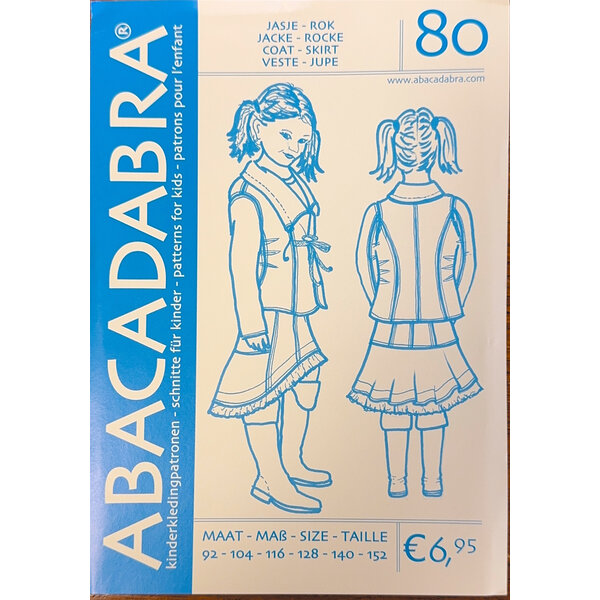 ABACADABRA®
kinderkledingpatronen - schnitte für kinder - patterns for kids - patrons pour l'enfant
JASJE - ROK
JACKE - ROCKE
COAT - SKIRT
VESTE - JUPE
80
www.abacadabra.com
MAAT - MAß - SIZE - TAILLE
92 - 104 - 116 - 128 - 140 - 152
€6,95